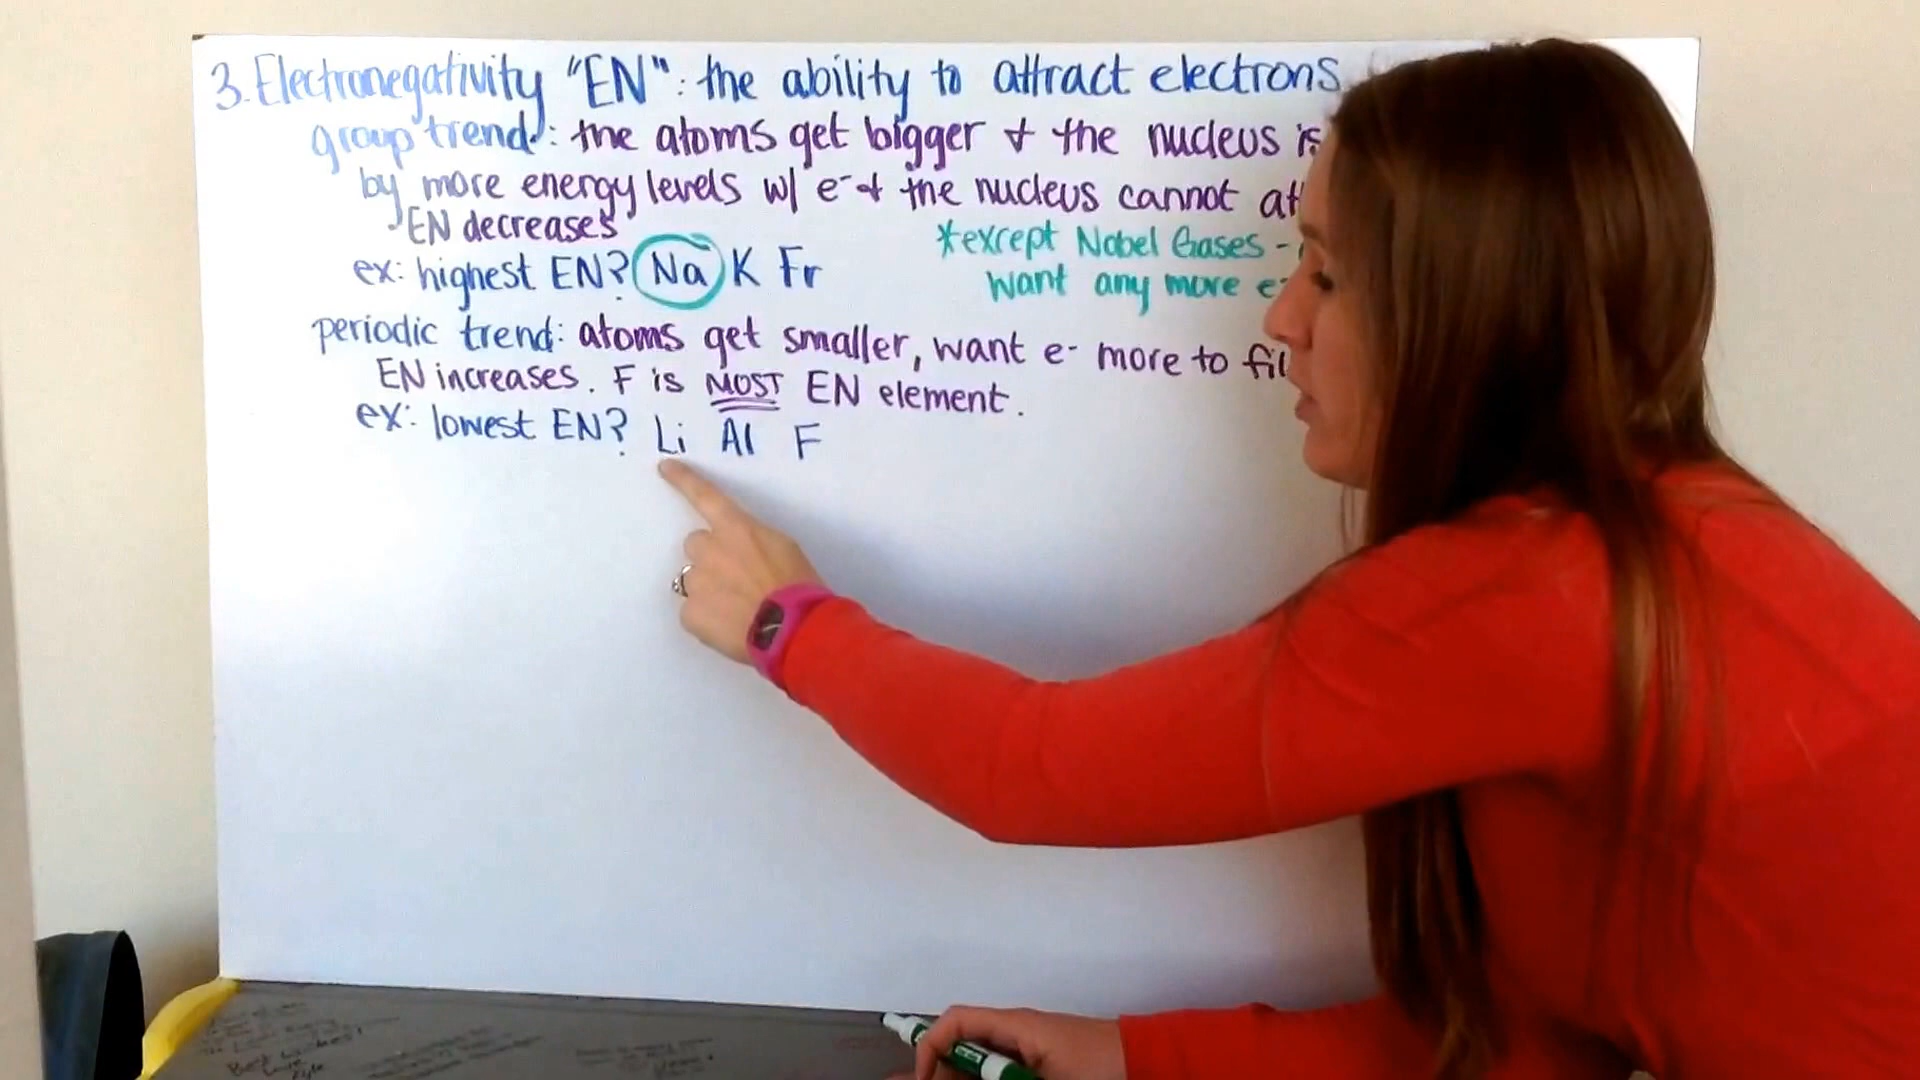 3. Electronegativity "EN": the ability to attract electrons
group trend: the atoms get bigger & the nucleus is
by more energy levels w/ e- & the nucleus cannot
EN decreases
*except Nobel Gases -
ex: highest EN? Na K Fr
want any more e-
periodic trend: atoms get smaller, want e- more to
EN increases. F is MOST EN element.
ex: lowest EN? Li Al F